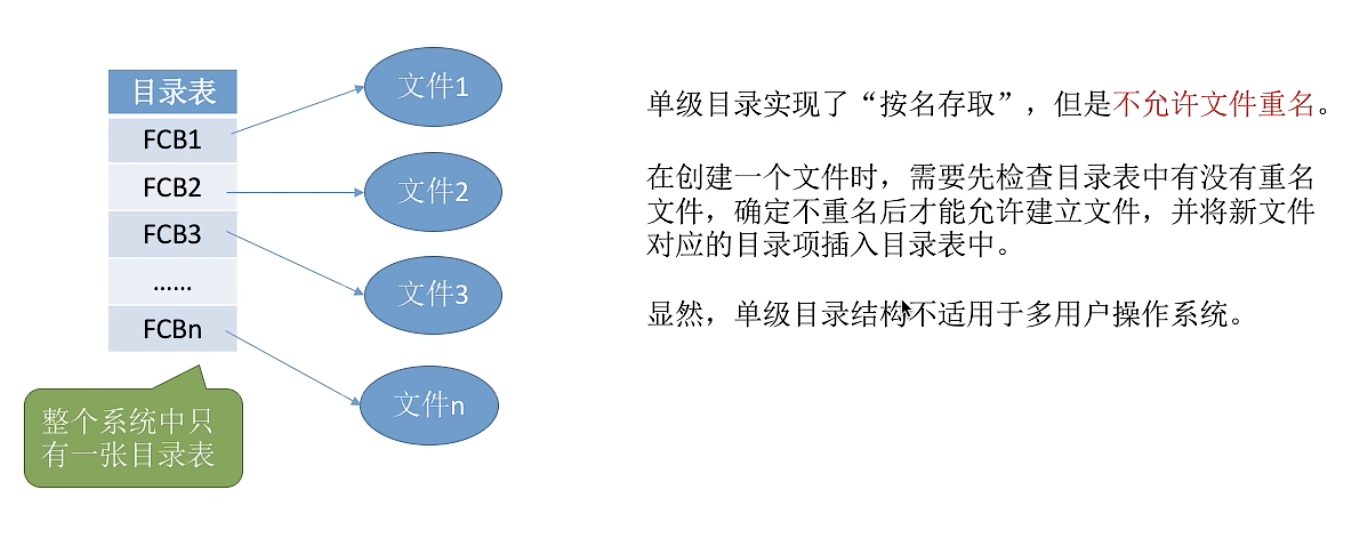 目录表
FCB1
FCB2
FCB3
......
FCBn
整个系统中只
有一张目录表
文件1
文件2
文件3
文件n
单级目录实现了“按名存取”，但是不允许文件重名。
在创建一个文件时，需要先检查目录表中有没有重名
文件，确定不重名后才能允许建立文件，并将新文件
对应的目录项插入目录表中。
显然，单级目录结构不适用于多用户操作系统。